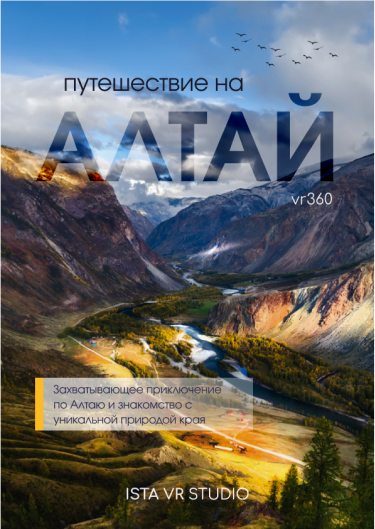 путешествие на
АЛТАЙ
vr360
Захватывающее приключение
по Алтаю и знакомство с
уникальной природой края
ISTA VR STUDIO